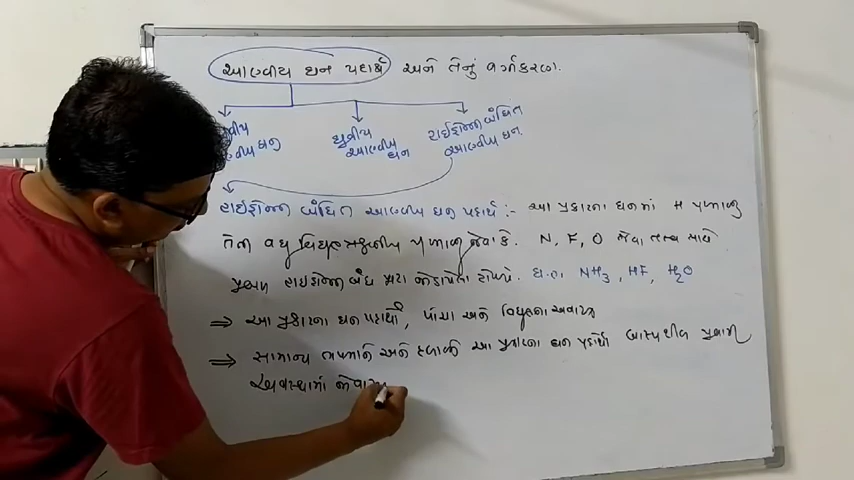 આણ્વીય ઘન પદાર્થ અને તેનું વર્ગીકરણ.
ધ્રુવીય આણ્વીય ઘન
હાઈડ્રોજન બંધિત આણ્વીય ઘન
હાઈડ્રોજન બંધિત આણ્વીય ઘન પદાર્થ :- આ પ્રકારના ઘનમાં H પરમાણુ
તેના વધુ વિદ્યુતઋણીય પરમાણુ જેવા કે. N, F, O જેવા તત્વ સાથે
પ્રબળ હાઈડ્રોજન બંધ દ્વારા જોડાયેલા હોય છે. દા.ત. NH₃, HF, H₂O
⇒ આ પ્રકારના ઘન પદાર્થો, પોચા અને વિદ્યુતના અવાહક
⇒ સામાન્ય તાપમાને અને દબાણે આ પ્રકારના ઘન પદાર્થો બાષ્પશીલ પ્રવાહી
અવસ્થામાં જોવા